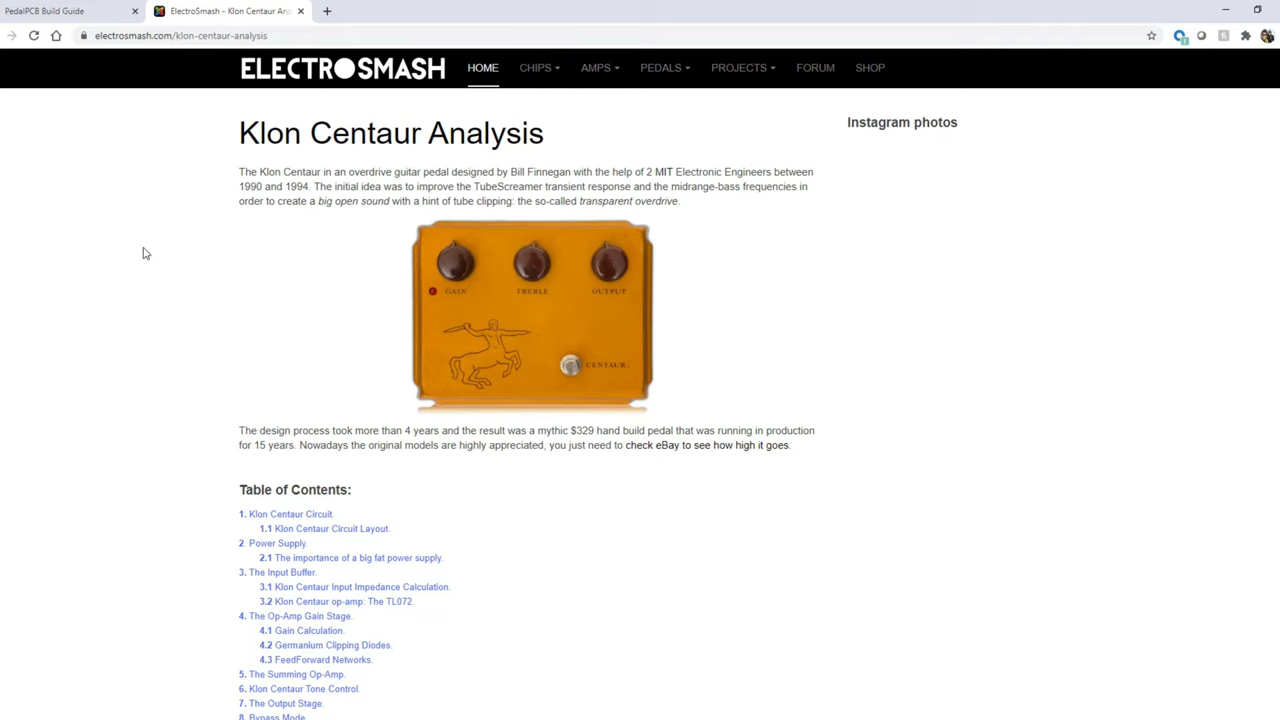 PedalPCB Build Guide
ElectroSmash - Klon Centaur Ana
electrosmash.com/klon-centaur-analysis
ELECTROSMASH
HOME
CHIPS
AMPS
PEDALS
PROJECTS
FORUM
SHOP
Klon Centaur Analysis
Instagram photos
The Klon Centaur in an overdrive guitar pedal designed by Bill Finnegan with the help of 2 MIT Electronic Engineers between
1990 and 1994. The initial idea was to improve the TubeScreamer transient response and the midrange-bass frequencies in
order to create a big open sound with a hint of tube clipping: the so-called transparent overdrive.
GAIN
TREBLE
OUTPUT
CENTAUR
The design process took more than 4 years and the result was a mythic $329 hand build pedal that was running in production
for 15 years. Nowadays the original models are highly appreciated, you just need to check eBay to see how high it goes.
Table of Contents:
1. Klon Centaur Circuit.
1.1 Klon Centaur Circuit Layout.
2. Power Supply.
2.1 The importance of a big fat power supply.
3. The Input Buffer.
3.1 Klon Centaur Input Impedance Calculation.
3.2 Klon Centaur op-amp: The TL072.
4. The Op-Amp Gain Stage.
4.1 Gain Calculation.
4.2 Germanium Clipping Diodes.
4.3 FeedForward Networks.
5. The Summing Op-Amp.
6. Klon Centaur Tone Control.
7. The Output Stage.
8. Bypass Mode